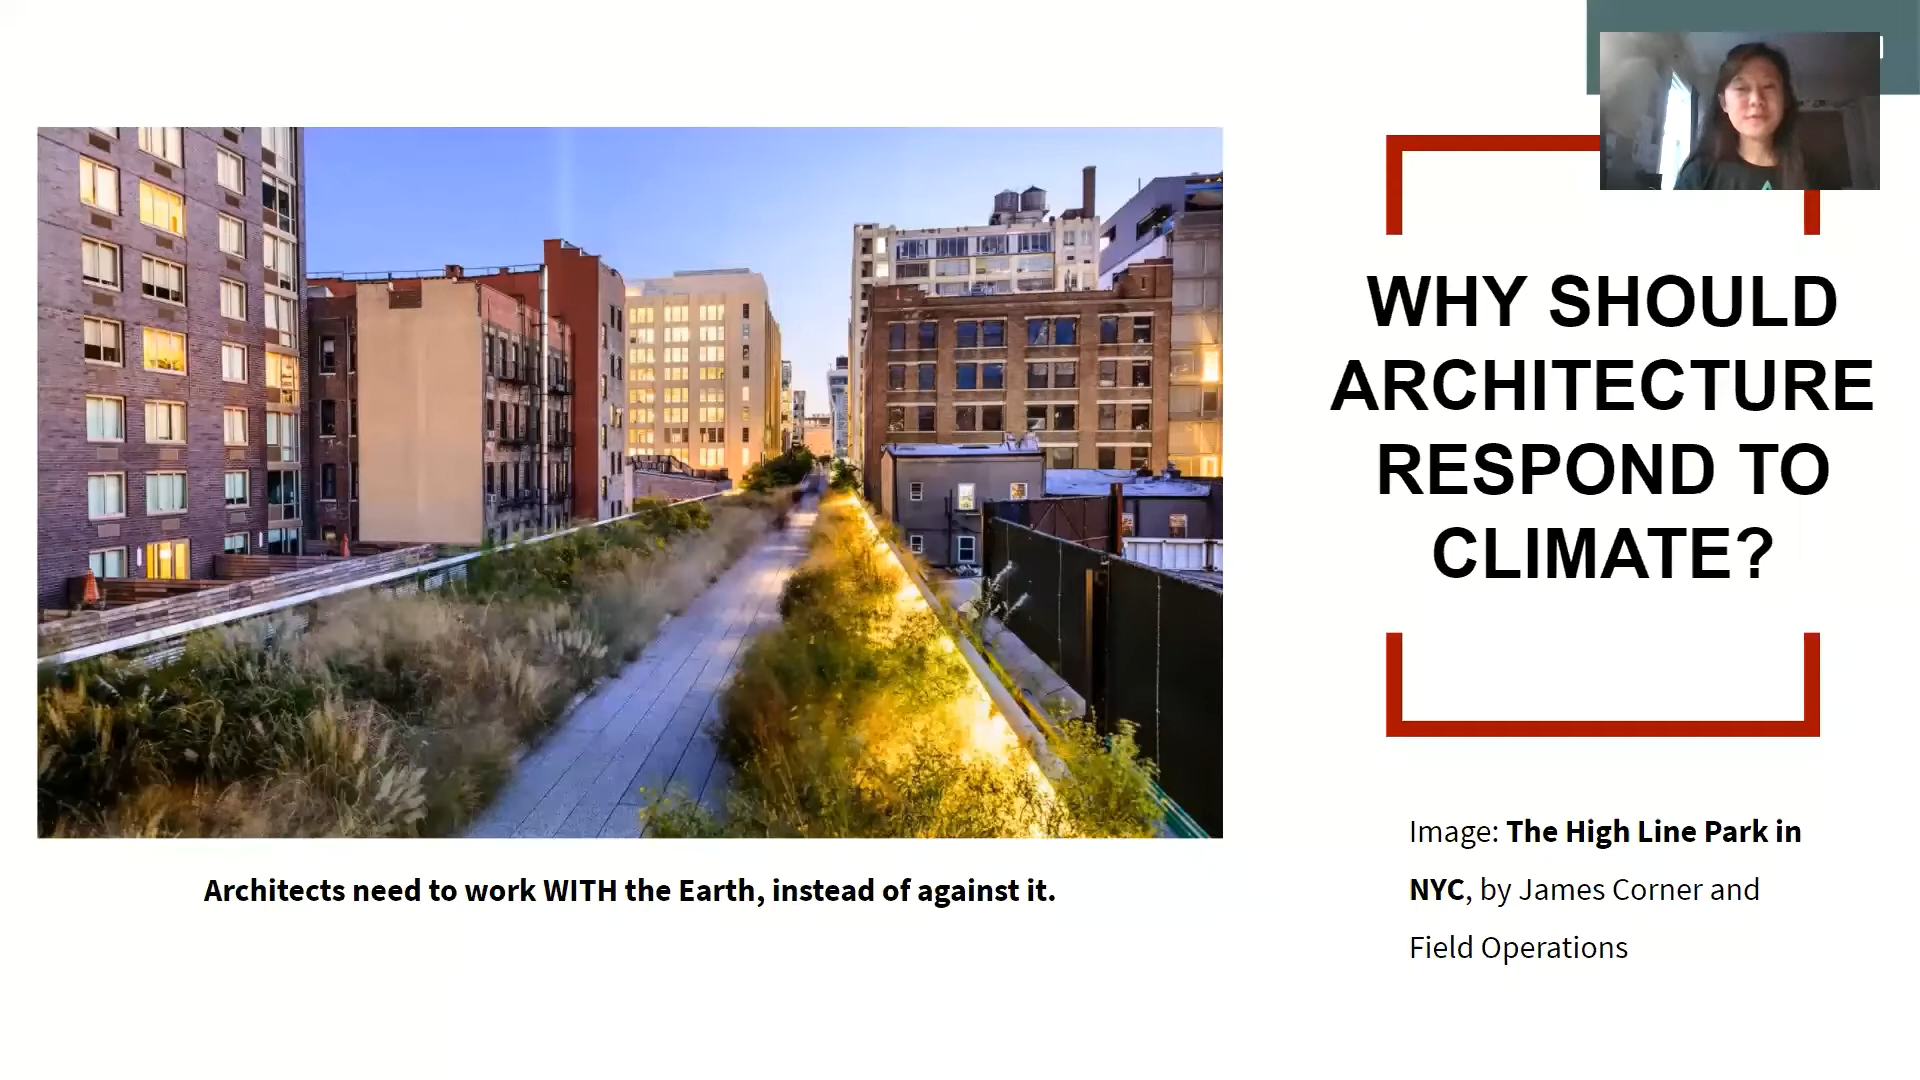 WHY SHOULD
ARCHITECTURE
RESPOND TO
CLIMATE?
Architects need to work WITH the Earth, instead of against it.
Image: The High Line Park in
NYC, by James Corner and
Field Operations